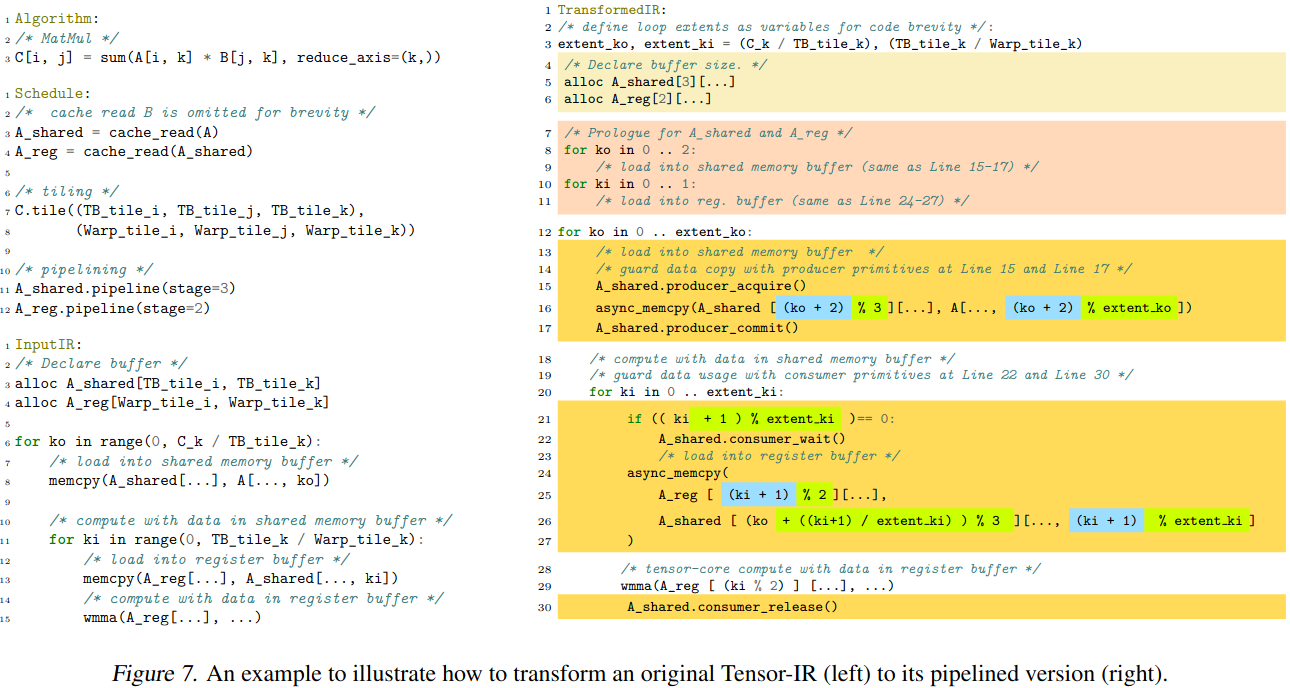 1 Algorithm:
2 /* MatMul */
3 C[i, j] = sum(A[i, k] * B[j, k], reduce_axis=(k,))
1 Schedule:
2 /*  cache read B is omitted for brevity */
3 A_shared = cache_read(A)
4 A_reg = cache_read(A_shared)
5
6 /* tiling */
7 C.tile((TB_tile_i, TB_tile_j, TB_tile_k),
8 (Warp_tile_i, Warp_tile_j, Warp_tile_k))
9
10 /* pipelining */
11 A_shared.pipeline(stage=3)
12 A_reg.pipeline(stage=2)
1 InputIR:
2 /* Declare buffer */
3 alloc A_shared[TB_tile_i, TB_tile_k]
4 alloc A_reg[Warp_tile_i, Warp_tile_k]
5
6 for ko in range(0, C_k / TB_tile_k):
7 /* load into shared memory buffer */
8 memcpy(A_shared[...], A[..., ko])
9
10 /* compute with data in shared memory buffer */
11 for ki in range(0, TB_tile_k / Warp_tile_k):
12 /* load into register buffer */
13 memcpy(A_reg[...], A_shared[..., ki])
14 /* compute with data in register buffer */
15 wmma(A_reg[...], ...)
1 TransformedIR:
2 /* define loop extents as variables for code brevity */:
3 extent_ko, extent_ki = (C_k / TB_tile_k), (TB_tile_k / Warp_tile_k)
4 /* Declare buffer size. */
5 alloc A_shared[3][...]
6 alloc A_reg[2][...]
7 /* Prologue for A_shared and A_reg */
8 for ko in 0 .. 2:
9 /* load into shared memory buffer (same as Line 15-17) */
10 for ki in 0 .. 1:
11 /* load into reg. buffer (same as Line 24-27) */
12 for ko in 0 .. extent_ko:
13 /* load into shared memory buffer  */
14 /* guard data copy with producer primitives at Line 15 and Line 17 */
15 A_shared.producer_acquire()
16 async_memcpy(A_shared [ (ko + 2) % 3 ][...], A[..., (ko + 2) % extent_ko ])
17 A_shared.producer_commit()
18 /* compute with data in shared memory buffer */
19 /* guard data usage with consumer primitives at Line 22 and Line 30 */
20 for ki in 0 .. extent_ki:
21 if (( ki + 1 ) % extent_ki )== 0:
22 A_shared.consumer_wait()
23 /* load into register buffer */
24 async_memcpy(
25 A_reg [ (ki + 1) % 2 ][...],
26 A_shared [ (ko + ((ki+1) / extent_ki) ) % 3 ][..., (ki + 1) % extent_ki ]
27 )
28 /* tensor-core compute with data in register buffer */
29 wmma(A_reg [ (ki % 2) ] [...], ...)
30 A_shared.consumer_release()
Figure 7. An example to illustrate how to transform an original Tensor-IR (left) to its pipelined version (right).